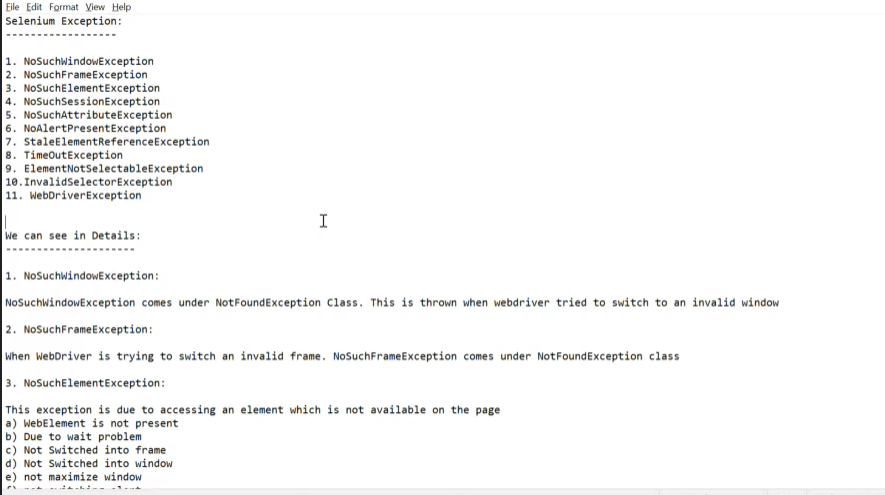 File Edit Format View Help
Selenium Exception:
------------------
1. NoSuchWindowException
2. NoSuchFrameException
3. NoSuchElementException
4. NoSuchSessionException
5. NoSuchAttributeException
6. NoAlertPresentException
7. StaleElementReferenceException
8. TimeOutException
9. ElementNotSelectableException
10.InvalidSelectorException
11. WebDriverException
We can see in Details:
---------------------
1. NoSuchWindowException:
NoSuchWindowException comes under NotFoundException Class. This is thrown when webdriver tried to switch to an invalid window
2. NoSuchFrameException:
When WebDriver is trying to switch an invalid frame. NoSuchFrameException comes under NotFoundException class
3. NoSuchElementException:
This exception is due to accessing an element which is not available on the page
a) WebElement is not present
b) Due to wait problem
c) Not Switched into frame
d) Not Switched into window
e) not maximize window